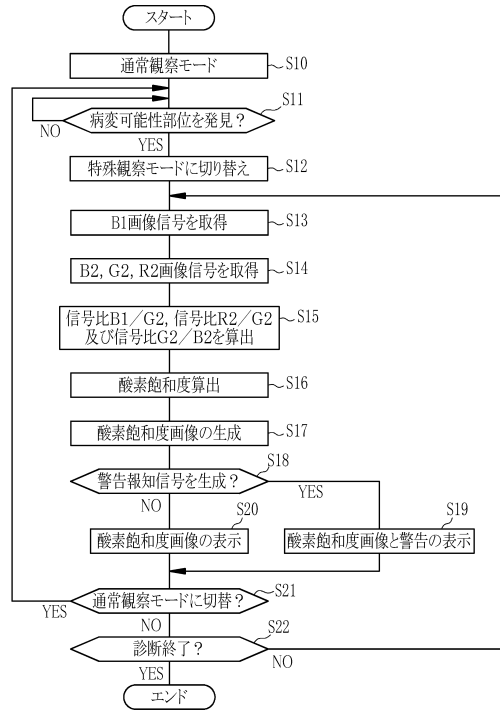 スタート
通常観察モード
S10
S11
病変可能性部位を発見？
NO
YES
特殊観察モードに切り替え
S12
B1画像信号を取得
S13
B2, G2, R2画像信号を取得
S14
信号比B1／G2, 信号比R2／G2
及び信号比G2／B2を算出
S15
酸素飽和度算出
S16
酸素飽和度画像の生成
S17
S18
警告報知信号を生成？
YES
NO
S20
S19
酸素飽和度画像の表示
酸素飽和度画像と警告の表示
S21
通常観察モードに切替？
YES
NO
S22
診断終了？
NO
YES
エンド